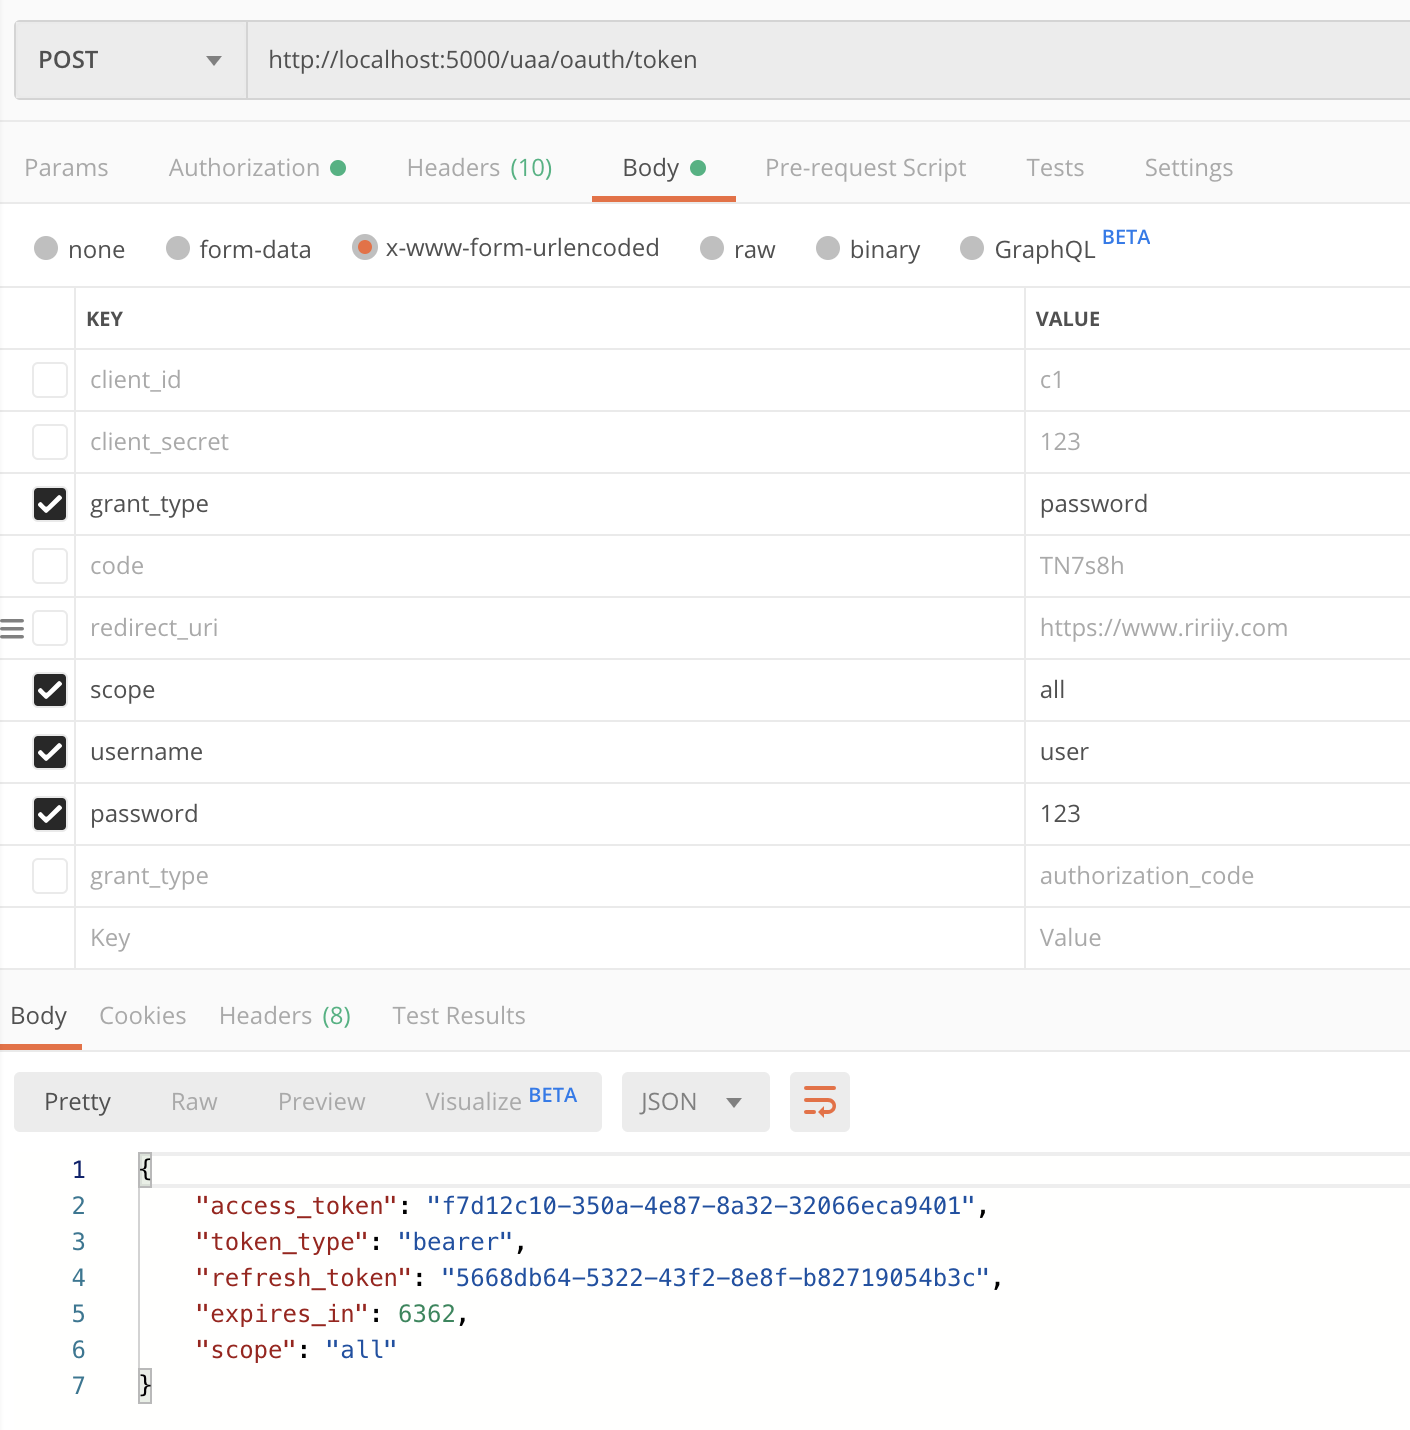 POST http://localhost:5000/uaa/oauth/token
Params Authorization Headers (10) Body Pre-request Script Tests Settings
none form-data x-www-form-urlencoded raw binary GraphQL BETA
KEY VALUE
client_id c1
client_secret 123
grant_type password
code TN7s8h
redirect_uri https://www.ririiy.com
scope all
username user
password 123
grant_type authorization_code
Key Value
Body Cookies Headers (8) Test Results
Pretty Raw Preview Visualize BETA JSON
1 {
2 "access_token": "f7d12c10-350a-4e87-8a32-32066eca9401",
3 "token_type": "bearer",
4 "refresh_token": "5668db64-5322-43f2-8e8f-b82719054b3c",
5 "expires_in": 6362,
6 "scope": "all"
7 }